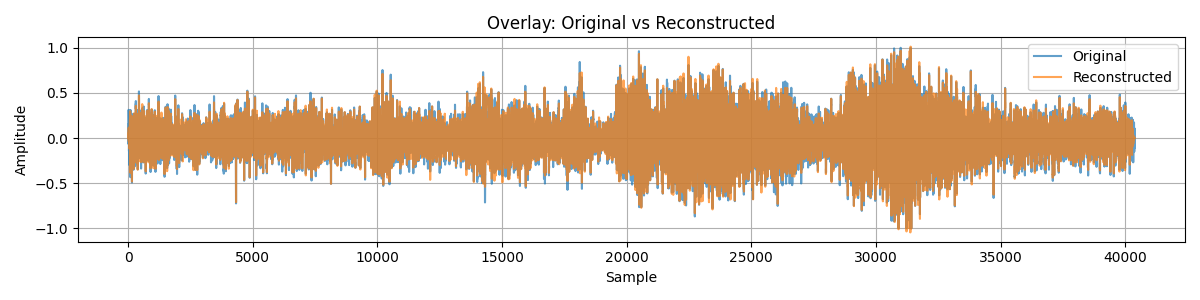 Overlay: Original vs Reconstructed
Original
Reconstructed
Amplitude
1.0
0.5
0.0
−0.5
−1.0
0 5000 10000 15000 20000 25000 30000 35000 40000
Sample